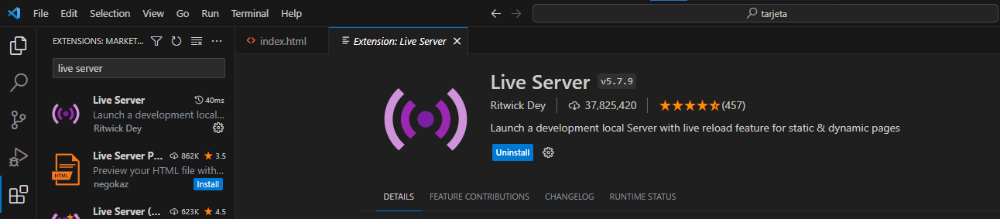 File Edit Selection View Go Run Terminal Help
tarjeta
EXTENSIONS: MARKET...
index.html
Extension: Live Server
live server
Live Server 40ms
Launch a development local...
Ritwick Dey
Live Server P... 862K 3.5
Preview your HTML file with...
negokaz
Install
HTML
Live Server (... 623K 4.5
Live Server v5.7.9
Ritwick Dey 37,825,420 (457)
Launch a development local Server with live reload feature for static & dynamic pages
Uninstall
DETAILS FEATURE CONTRIBUTIONS CHANGELOG RUNTIME STATUS